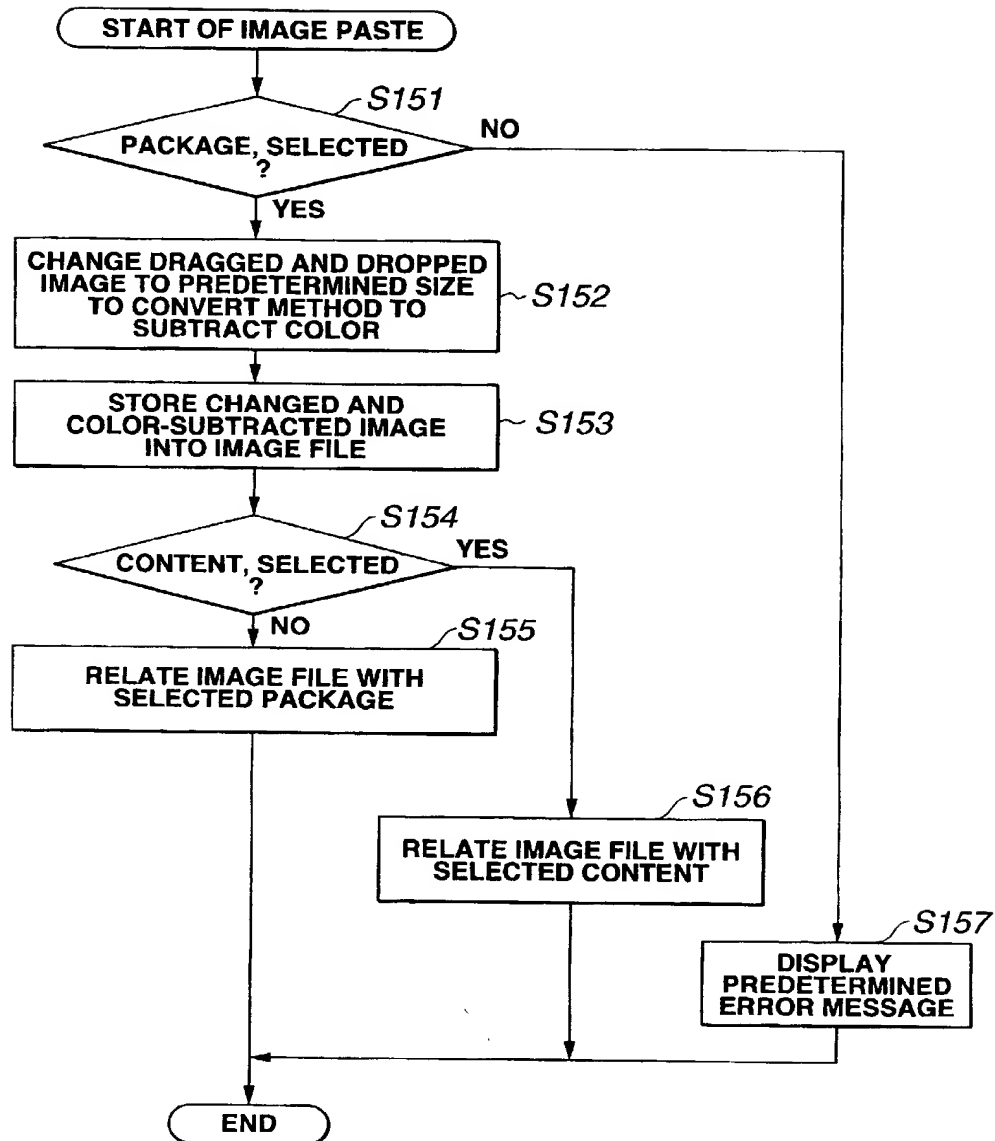 START OF IMAGE PASTE
S151
PACKAGE, SELECTED
?
NO
YES
CHANGE DRAGGED AND DROPPED
IMAGE TO PREDETERMINED SIZE
TO CONVERT METHOD TO
SUBTRACT COLOR
S152
STORE CHANGED AND
COLOR-SUBTRACTED IMAGE
INTO IMAGE FILE
S153
S154
CONTENT, SELECTED
?
YES
NO
S155
RELATE IMAGE FILE WITH
SELECTED PACKAGE
S156
RELATE IMAGE FILE WITH
SELECTED CONTENT
S157
DISPLAY
PREDETERMINED
ERROR MESSAGE
END